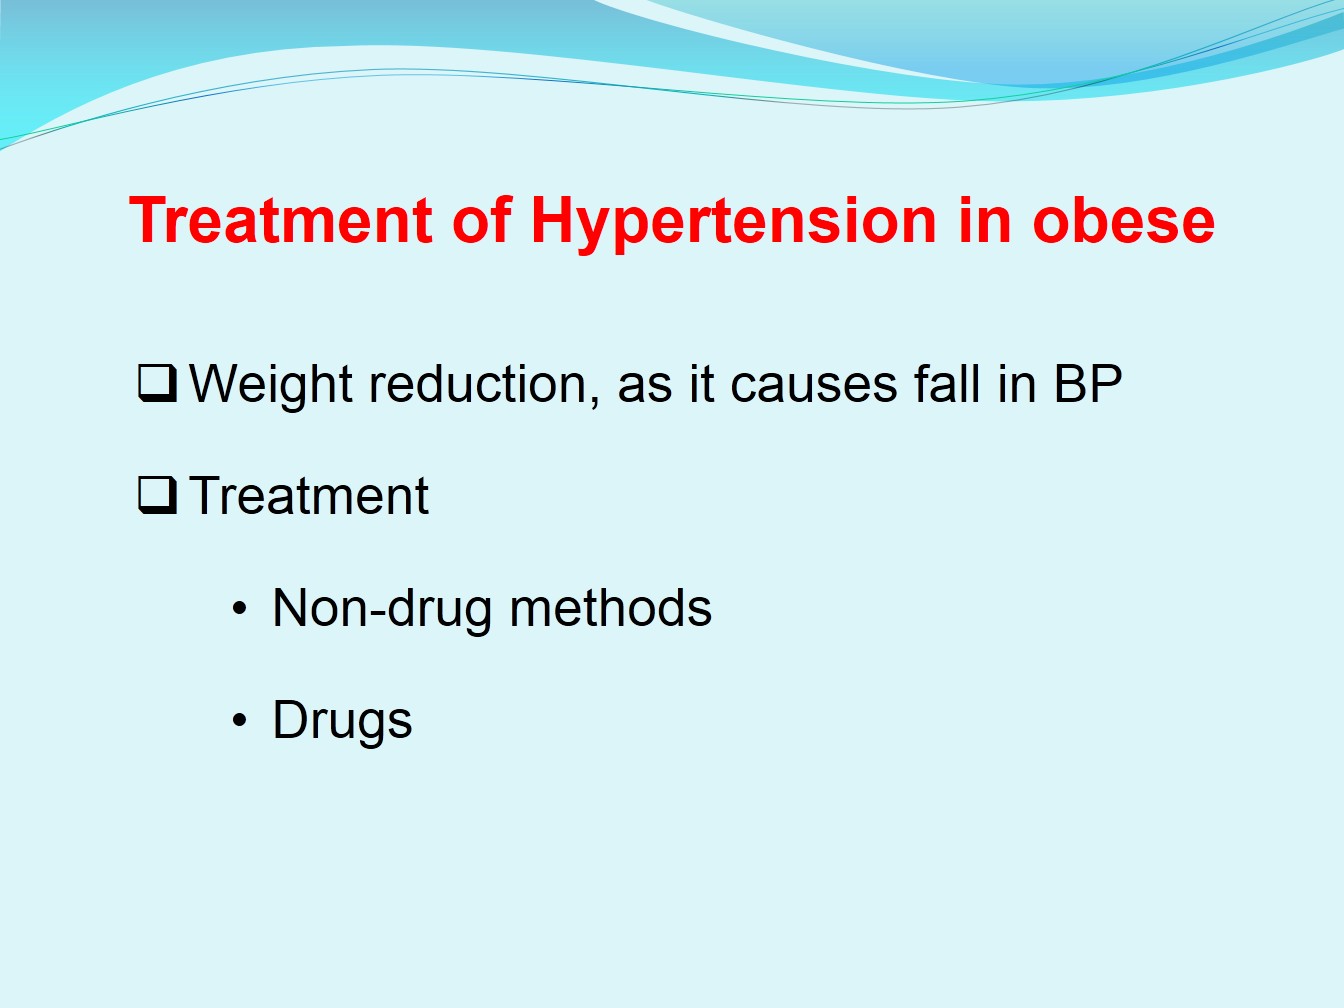 Treatment of Hypertension in obese
❑ Weight reduction, as it causes fall in BP
❑ Treatment
• Non-drug methods
• Drugs